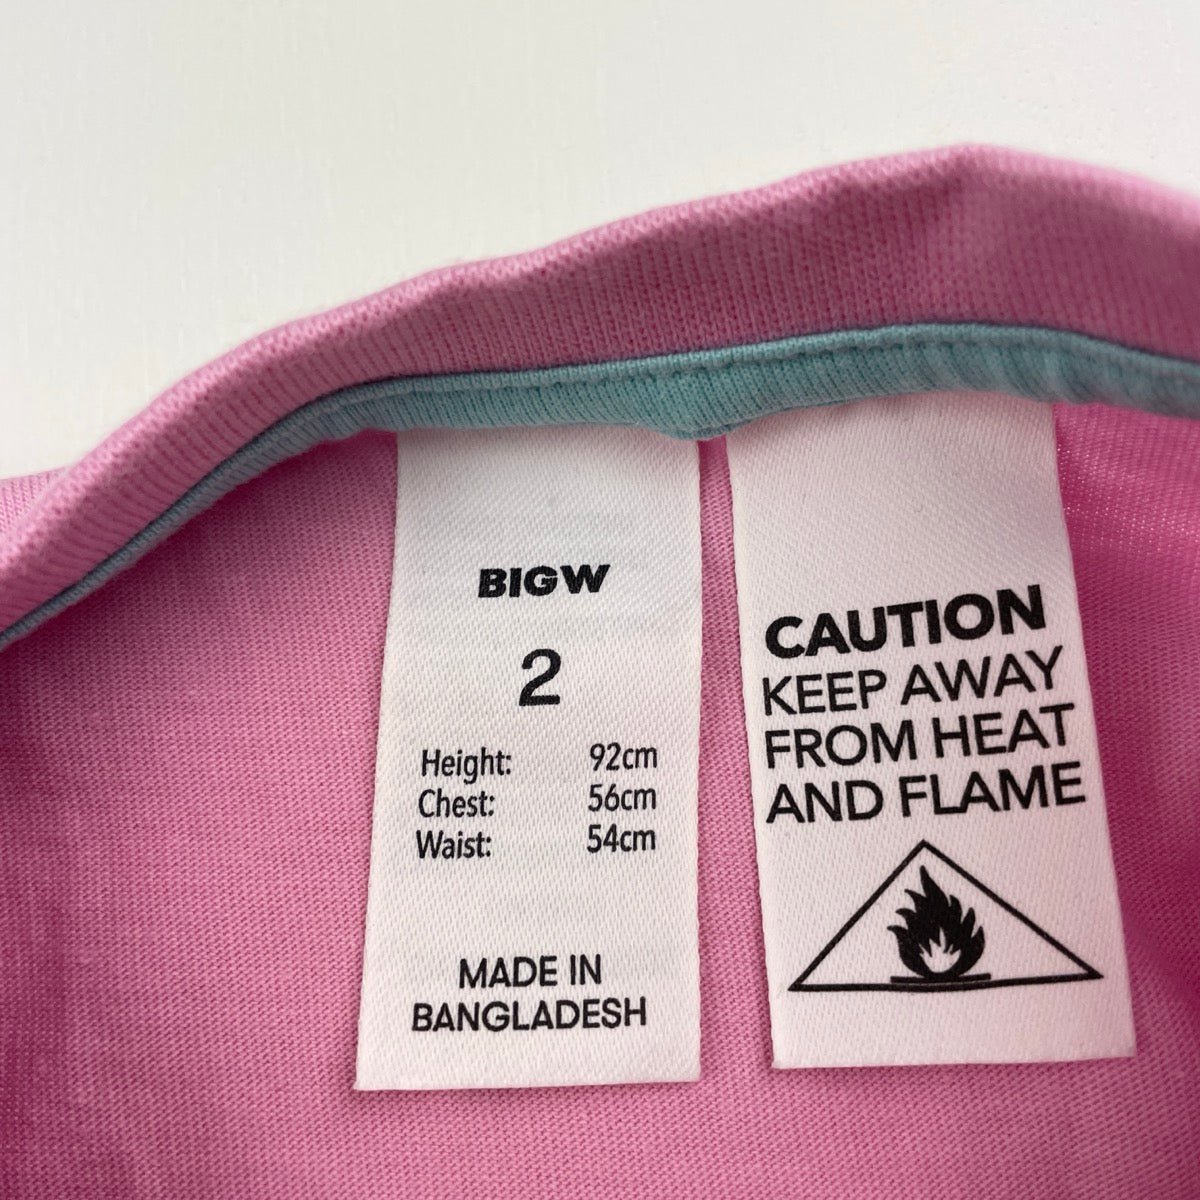 BIGW
2
Height: 92cm
Chest: 56cm
Waist: 54cm
MADE IN
BANGLADESH
CAUTION
KEEP AWAY
FROM HEAT
AND FLAME